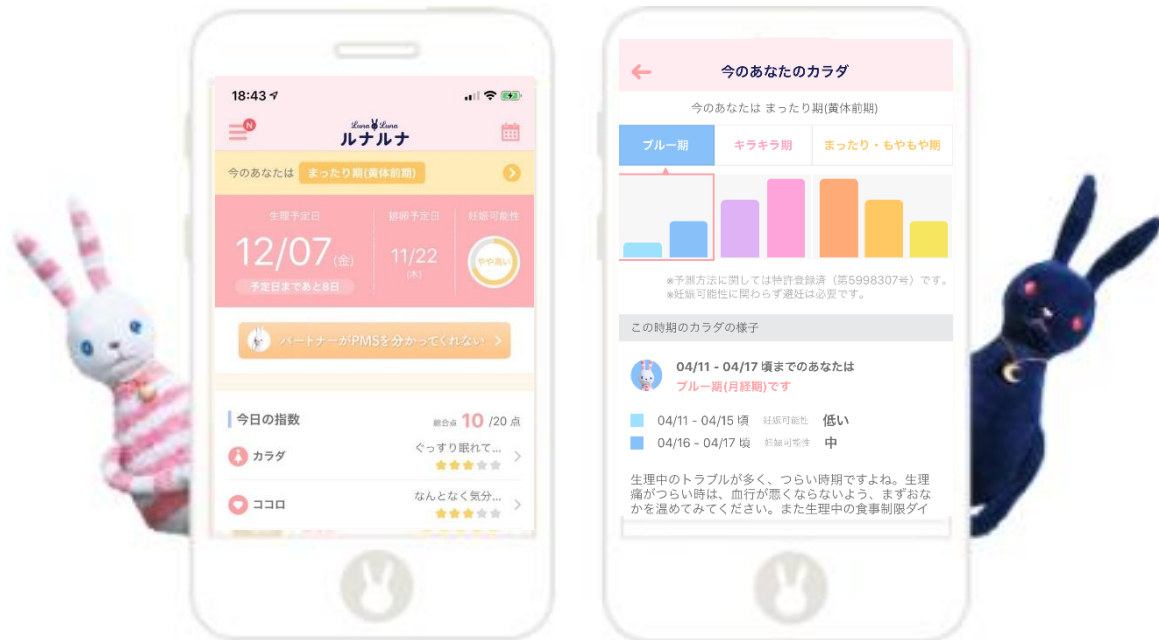 18:43
N
Luna Luna
ルナルナ
今のあなたは まったり期(黄体前期)
生理予定日
12/07(金)
予定日まであと8日
排卵予定日
11/22
(木)
妊娠可能性
やや高い
パートナーがPMSを分かってくれない
今日の指数
総合点 10 /20 点
カラダ
ぐっすり眠れて...
ココロ
なんとなく気分...
今のあなたのカラダ
今のあなたは まったり期(黄体前期)
ブルー期
キラキラ期
まったり・もやもや期
※予測方法に関しては特許登録済（第5998307号）です。
※妊娠可能性に関わらず避妊は必要です。
この時期のカラダの様子
04/11 - 04/17 頃までのあなたは
ブルー期(月経期)です
04/11 - 04/15 頃 妊娠可能性 低い
04/16 - 04/17 頃 妊娠可能性 中
生理中のトラブルが多く、つらい時期ですよね。生理
痛がつらい時は、血行が悪くならないよう、まずおな
かを温めてみてください。また生理中の食事制限ダイ